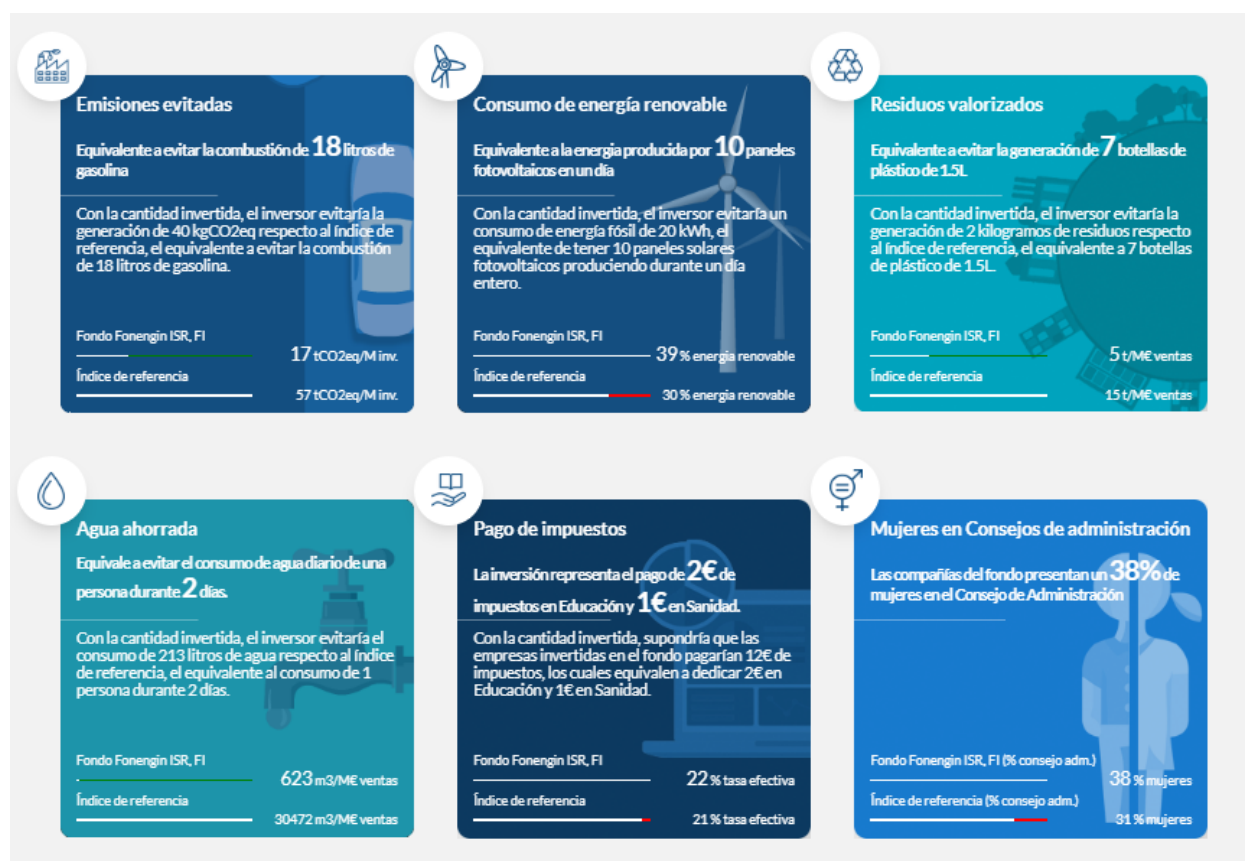 Emisiones evitadas
Equivalente a evitar la combustión de 18 litros de
gasolina
Con la cantidad invertida, el inversor evitaría la
generación de 40 kgCO2eq respecto al índice de
referencia, el equivalente a evitar la combustión
de 18 litros de gasolina.
Fondo Fonengin ISR, FI
17 tCO2eq/M inv.
Índice de referencia
57 tCO2eq/M inv.
Consumo de energía renovable
Equivalente a la energia producida por 10 paneles
fotovoltaicos en un día
Con la cantidad invertida, el inversor evitaría un
consumo de energía fósil de 20 kWh, el
equivalente de tener 10 paneles solares
fotovoltaicos produciendo durante un día
entero.
Fondo Fonengin ISR, FI
39 % energia renovable
Índice de referencia
30 % energia renovable
Residuos valorizados
Equivalente a evitar la generación de 7 botellas de
plástico de 1.5L
Con la cantidad invertida, el inversor evitaría la
generación de 2 kilogramos de residuos respecto
al índice de referencia, el equivalente a 7 botellas
de plástico de 1.5L.
Fondo Fonengin ISR, FI
5 t/M€ ventas
Índice de referencia
15 t/M€ ventas
Agua ahorrada
Equivale a evitar el consumo de agua diario de una
persona durante 2 días.
Con la cantidad invertida, el inversor evitaría el
consumo de 213 litros de agua respecto al índice
de referencia, el equivalente al consumo de 1
persona durante 2 días.
Fondo Fonengin ISR, FI
623 m3/M€ ventas
Índice de referencia
30472 m3/M€ ventas
Pago de impuestos
La inversión representa el pago de 2€ de
impuestos en Educación y 1€ en Sanidad.
Con la cantidad invertida, supondría que las
empresas invertidas en el fondo pagarían 12€ de
impuestos, los cuales equivalen a dedicar 2€ en
Educación y 1€ en Sanidad.
Fondo Fonengin ISR, FI
22 % tasa efectiva
Índice de referencia
21 % tasa efectiva
Mujeres en Consejos de administración
Las compañías del fondo presentan un 38% de
mujeres en el Consejo de Administración
Fondo Fonengin ISR, FI (% consejo adm.)
38 % mujeres
Índice de referencia (% consejo adm.)
31 % mujeres